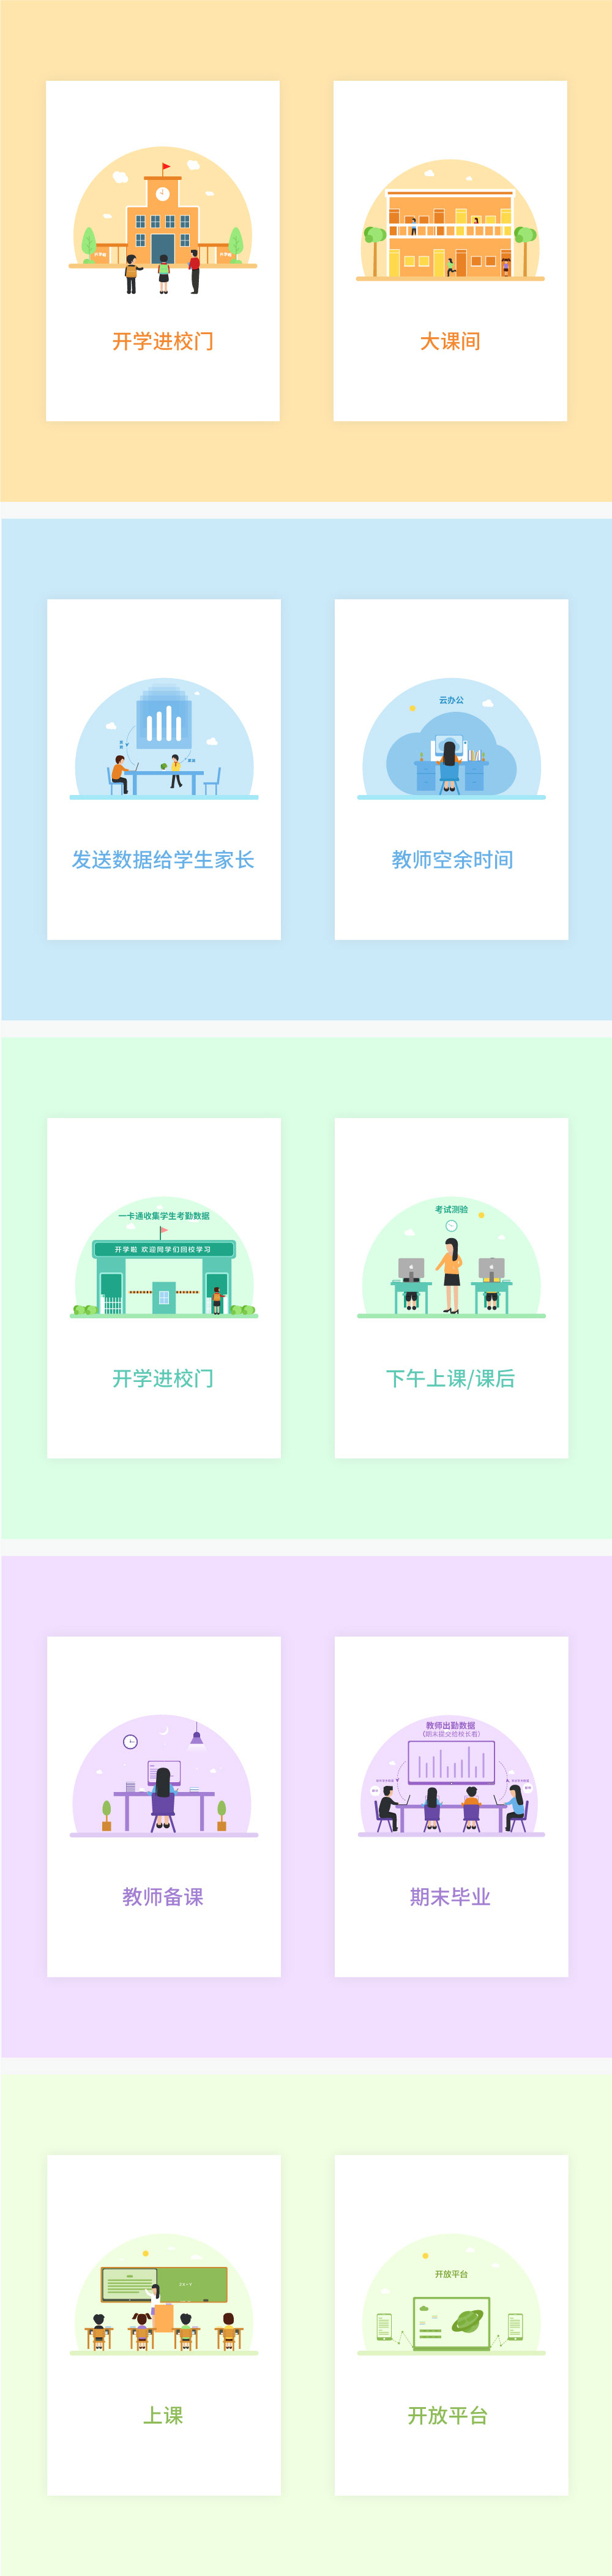 开学进校门
大课间
发送数据给学生家长
云办公
教师空余时间
一卡通收集学生考勤数据
开学啦 欢迎同学们回校学习
开学进校门
考试测验
下午上课/课后
教师备课
教师出勤数据
（期末提交给校长看）
期末毕业
上课
开放平台
开放平台